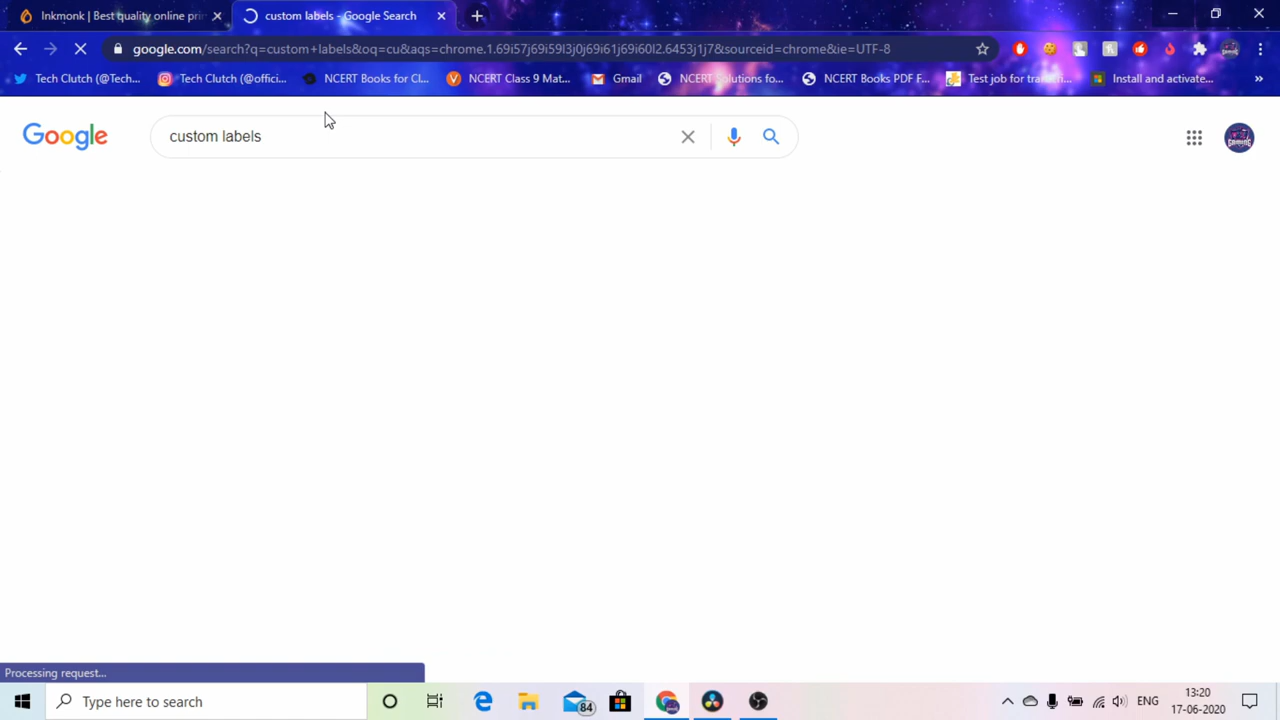 Inkmonk | Best quality online prin
custom labels - Google Search
google.com/search?q=custom+labels&oq=cu&aqs=chrome.1.69i57j69i59l3j0j69i61j69i60l2.6453j1j7&sourceid=chrome&ie=UTF-8
Tech Clutch (@Tech...
Tech Clutch (@offici...
NCERT Books for Cl...
NCERT Class 9 Mat...
Gmail
NCERT Solutions fo...
NCERT Books PDF F...
Test job for transcri...
Install and activate...
Google
custom labels
Processing request...
Type here to search
84
ENG
13:20
17-06-2020